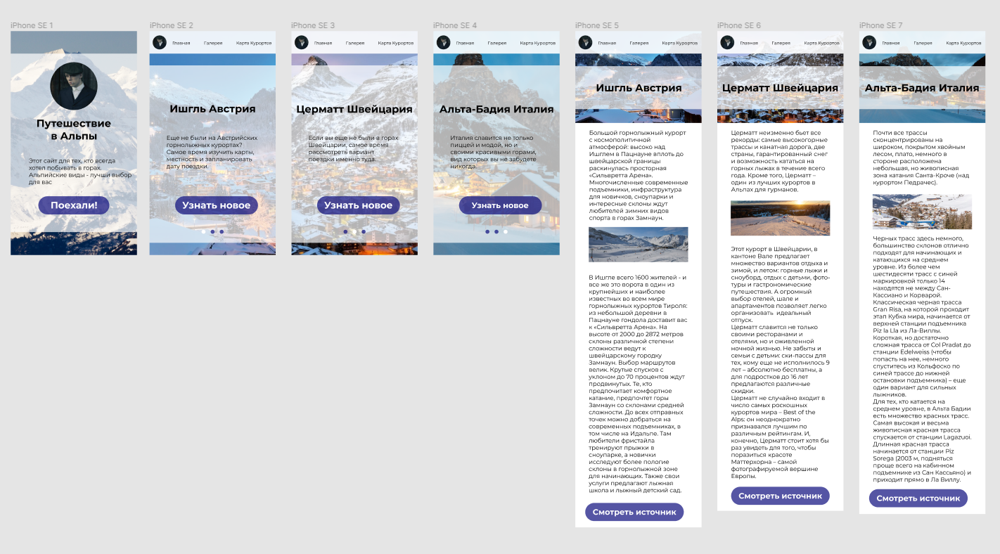 iPhone SE 1
Путешествие
в Альпы
Этот сайт для тех, кто всегда
хотел побывать в горах.
Альпийские виды - лучши выбор
для вас
Поехали!
iPhone SE 2
Главная Галерея Карта Курортов
Ишгль Австрия
Еще не были на Австрийских
горнолыжных курортах?
Самое время изучить карты,
местность и запланировать
дату поездки.
Узнать новое
iPhone SE 3
Главная Галерея Карта Курортов
Церматт Швейцария
Если вы еще не были в горах
Швейцарии, самое время
рассмотреть вариант
поездки именно туда.
Узнать новое
iPhone SE 4
Главная Галерея Карта Курортов
Альта-Бадия Италия
Италия славится не только
пиццей и модой, но и
своими красивыми горами,
вид которых вы не забудете
никогда.
Узнать новое
iPhone SE 5
Главная Галерея Карта Курортов
Ишгль Австрия
Большой горнолыжный курорт
с космополитичной
атмосферой: высоко над
Ишглем в Пацнауне вплоть до
швейцарской границы
раскинулась просторная
«Сильвретта Арена».
Многочисленные современные
подъемники, инфраструктура
для новичков, сноупарки и
интересные склоны ждут
любителей зимних видов
спорта в горах Замнаун.
В Ишгле всего 1600 жителей - и
все же это ворота в один из
крупнейших и наиболее
известных во всем мире
горнолыжных курортов Тироля:
из небольшой деревни в
Пацнауне гондола доставит вас
к «Сильвретта Арена». На
высоте от 2000 до 2872 метров
склоны различной степени
сложности ведут к
швейцарскому городку
Замнаун. Выбор маршрутов
велик. Крутые спусков с
уклоном до 70 процентов ждут
продвинутых. Те, кто
предпочитает комфортное
катание, предпочтет горы
Замнаун со склонами средней
сложности. До всех отправных
точек можно добраться на
современных подъемниках, в
том числе на Идальпе. Там
любители фристайла
тренируют прыжки в
сноупарке, а новички
исследуют более пологие
склоны в горнолыжной зоне
для начинающих. Также свои
услуги предлагают лыжная
школа и лыжный детский сад.
Смотреть источник
iPhone SE 6
Главная Галерея Карта Курортов
Церматт Швейцария
Церматт неизменно бьет все
рекорды: самые высокогорные
трассы и канатная дорога, две
страны, гарантированный снег
и возможность кататься на
горных лыжах в течение всего
года. Кроме того, Церматт –
один из лучших курортов в
Альпах для гурманов.
Этот курорт в Швейцарии, в
кантоне Вале предлагает
множество вариантов отдыха и
зимой, и летом: горные лыжи и
сноуборд, отдых с детьми, фото-
туры и гастрономические
путешествия. А огромный
выбор отелей, шале и
апартаментов позволяет легко
организовать идеальный
отпуск.
Церматт славится не только
своими ресторанами и
отелями, но и оживленной
ночной жизнью. Не забыты и
семьи с детьми: ски-пассы для
тех, кому еще не исполнилось 9
лет – абсолютно бесплатны, а
для подростков до 16 лет
предлагаются различные
скидки.
Церматт не случайно входит в
число самых роскошных
курортов мира – Best of the
Alps: он неоднократно
признавался лучшим по
различным рейтингам. И,
конечно, Церматт стоит хотя бы
раз увидеть для того, чтобы
поразиться красоте
Маттерхорна – самой
фотографируемой вершине
Европы.
Смотреть источник
iPhone SE 7
Главная Галерея Карта Курортов
Альта-Бадия Италия
Почти все трассы
сконцентрированы на
широком, покрытом хвойным
лесом, плато, немного в
стороне расположена
небольшая, но живописная
зона катания Санта-Кроче (над
курортом Педрачес).
Черных трасс здесь немного,
большинство склонов отлично
подходят для начинающих и
катающихся на среднем
уровне. Из более чем
шестидесяти трасс с синей
маркировкой только 14
находятся не между Сан-
Кассиано и Корварой.
Классическая черная трасса
Gran Risa, на которой проходит
этап Кубка мира, начинается от
верхней станции подъемника
Piz la Lla из Ла-Виллы.
Короткая, но достаточно
сложная трасса от Col Pradat до
станции Edelweiss (чтобы
попасть на нее, немного
спуститесь из Кольфоско по
синей трассе до нижней
остановки подъемника) – еще
один вариант для сильных
лыжников.
Для тех, кто катается на
среднем уровне, в Альта Бадии
есть множество красных трасс.
Самая высокая и весьма
живописная красная трасса
спускается от станции Lagazuoi.
Длинная красная трасса
начинается от станции Piz
Sorega (2003 м, подняться
проще всего на кабинном
подъемнике из Сан Кассьяно) и
приходит прямо в Ла Виллу.
Смотреть источник